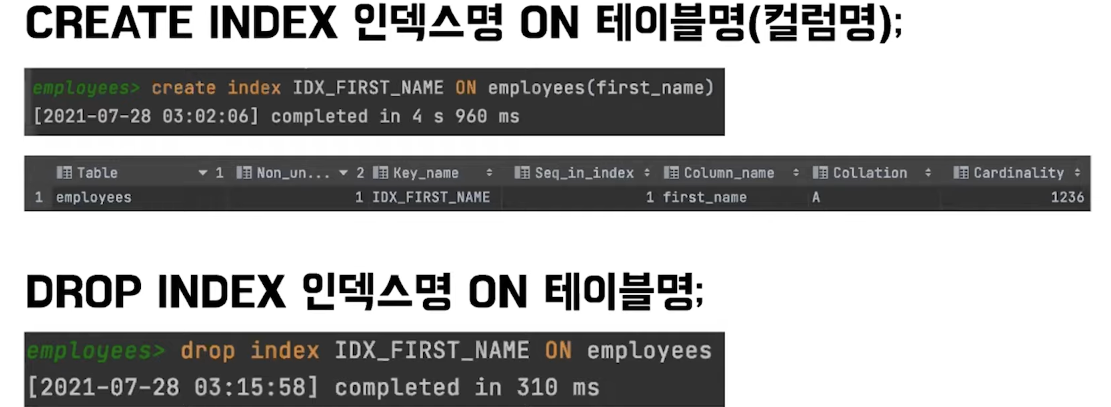 CREATE INDEX 인덱스명 ON 테이블명(컬럼명);
employees> create index IDX_FIRST_NAME ON employees(first_name)
[2021-07-28 03:02:06] completed in 4 s 960 ms
Table 1 Non_un... 2 Key_name Seq_in_index Column_name Collation Cardinality
1 employees 1 IDX_FIRST_NAME 1 first_name A 1236
DROP INDEX 인덱스명 ON 테이블명;
employees> drop index IDX_FIRST_NAME ON employees
[2021-07-28 03:15:58] completed in 310 ms